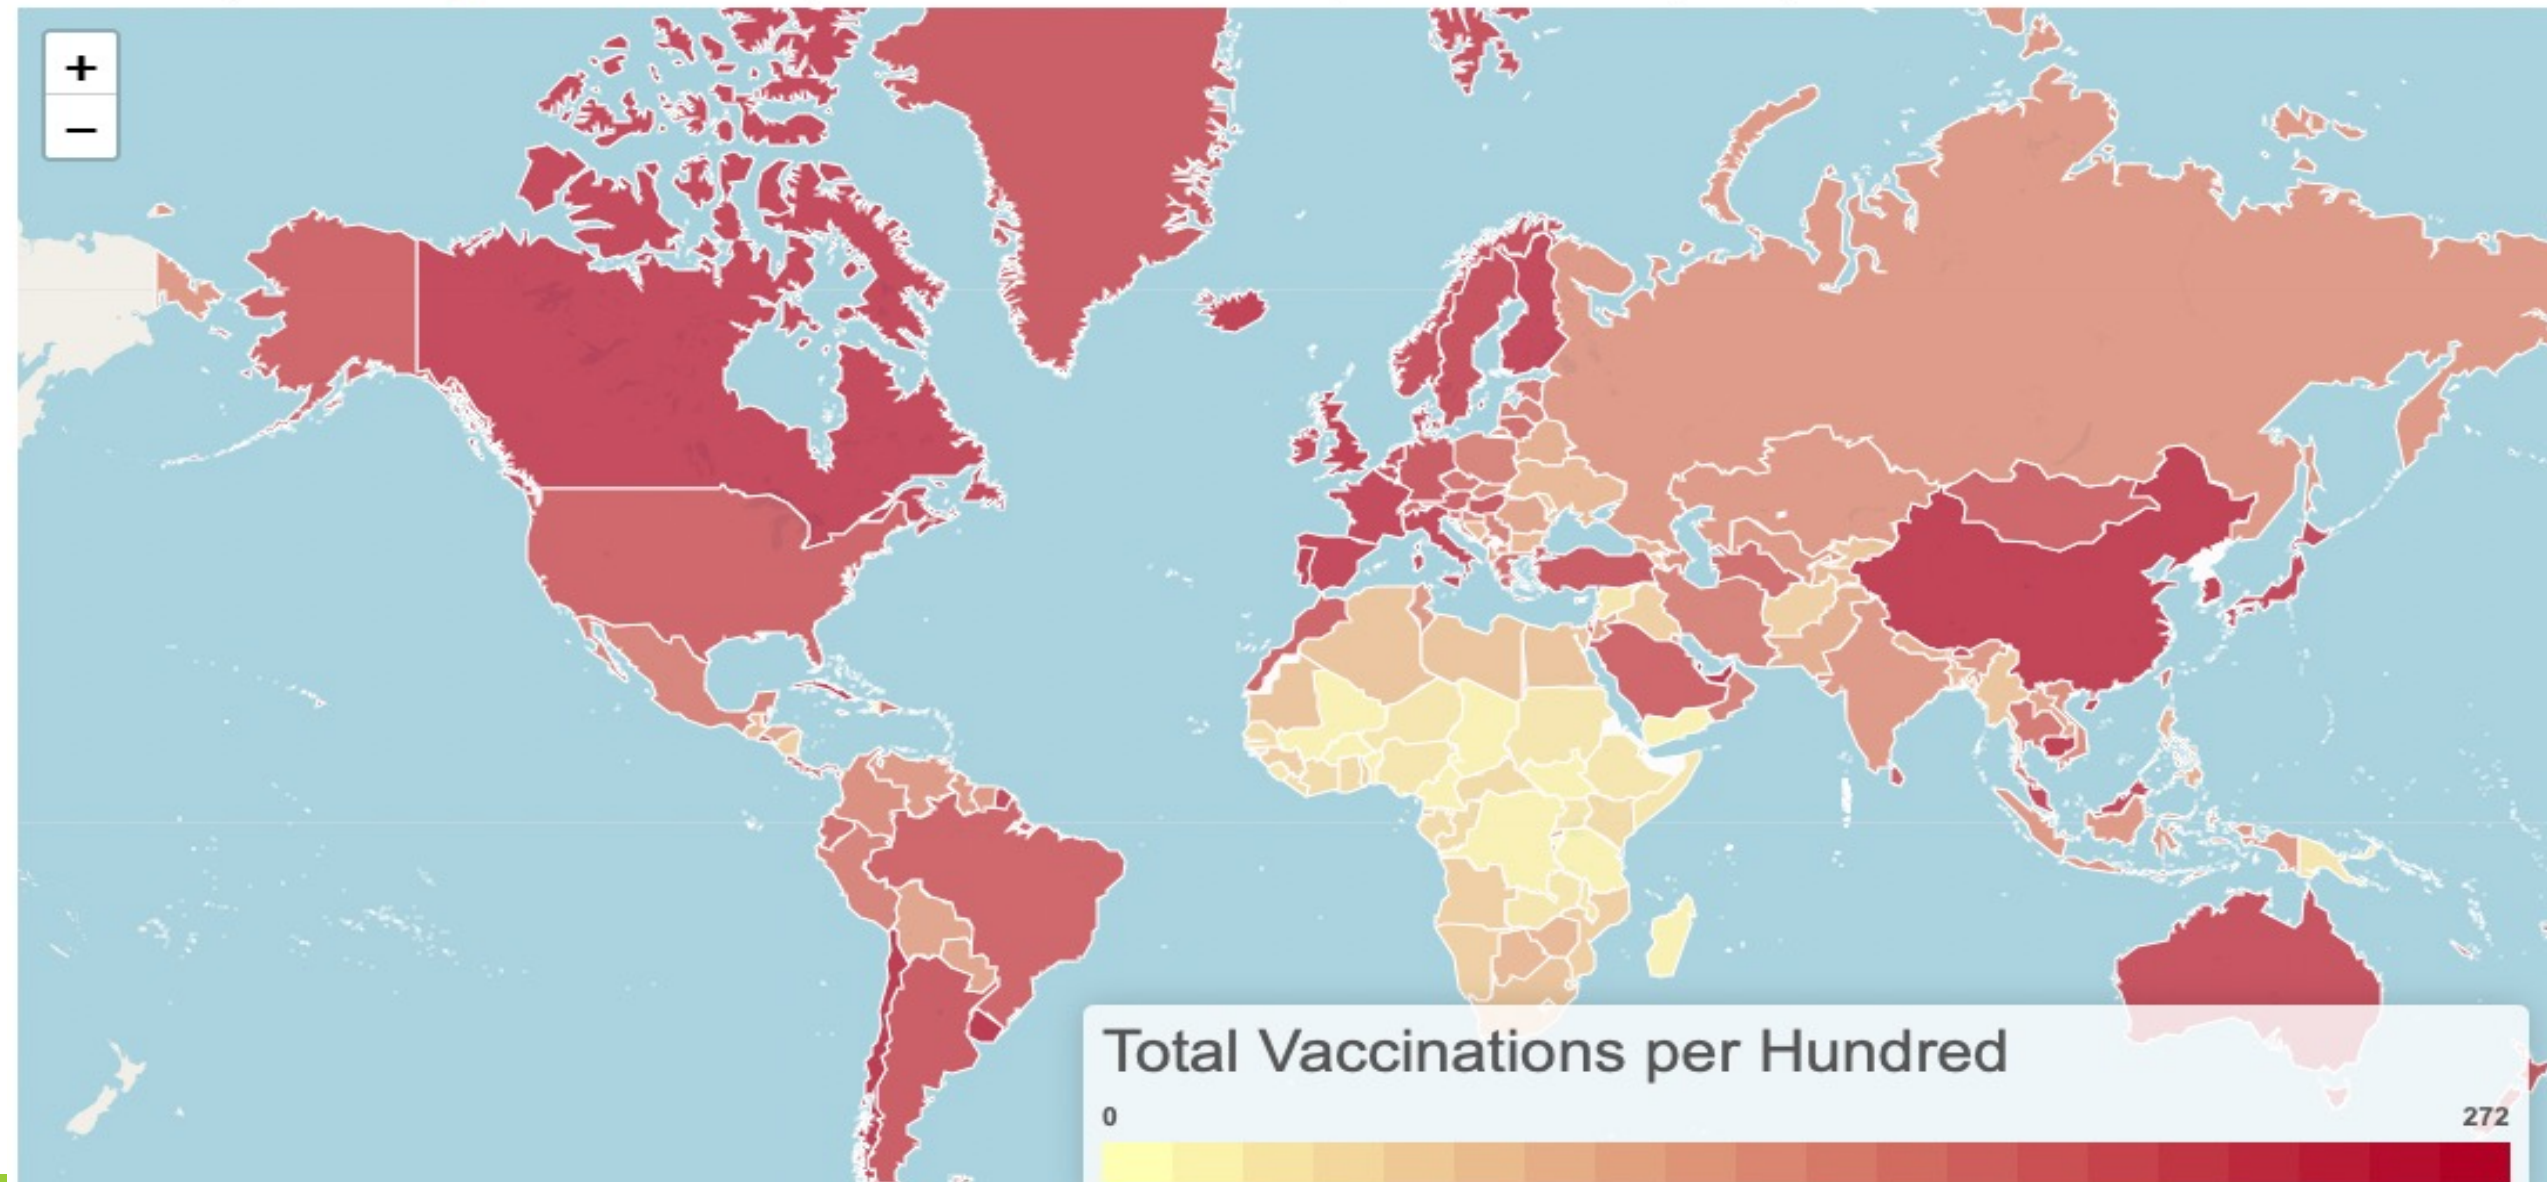 +
−
Total Vaccinations per Hundred
0 272